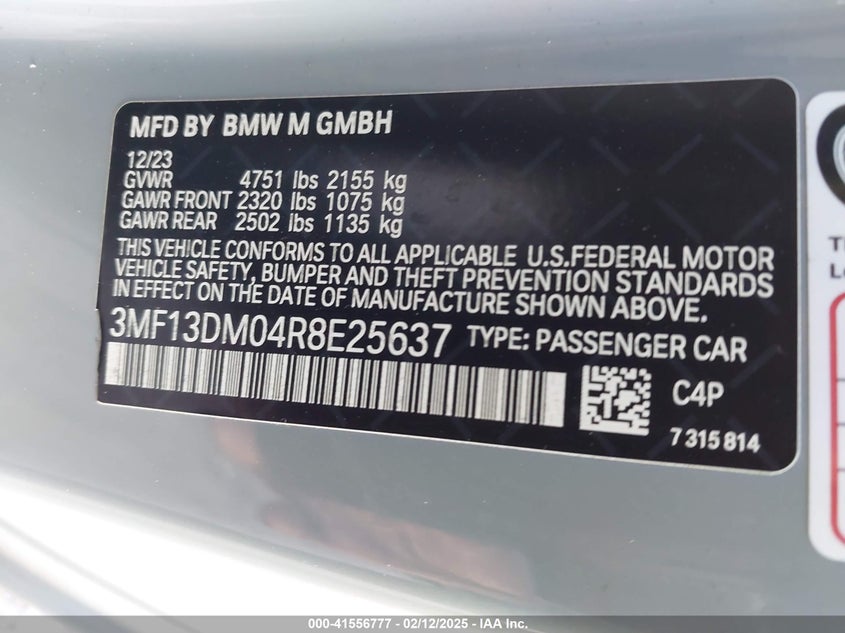 MFD BY BMW M GMBH
12/23
GVWR 4751 lbs 2155 kg
GAWR FRONT 2320 lbs 1075 kg
GAWR REAR 2502 lbs 1135 kg
THIS VEHICLE CONFORMS TO ALL APPLICABLE U.S.FEDERAL MOTOR
VEHICLE SAFETY, BUMPER AND THEFT PREVENTION STANDARDS
IN EFFECT ON THE DATE OF MANUFACTURE SHOWN ABOVE.
3MF13DM04R8E25637 TYPE: PASSENGER CAR
C4P
7 315 814
000-41556777 - 02/12/2025 - IAA Inc.